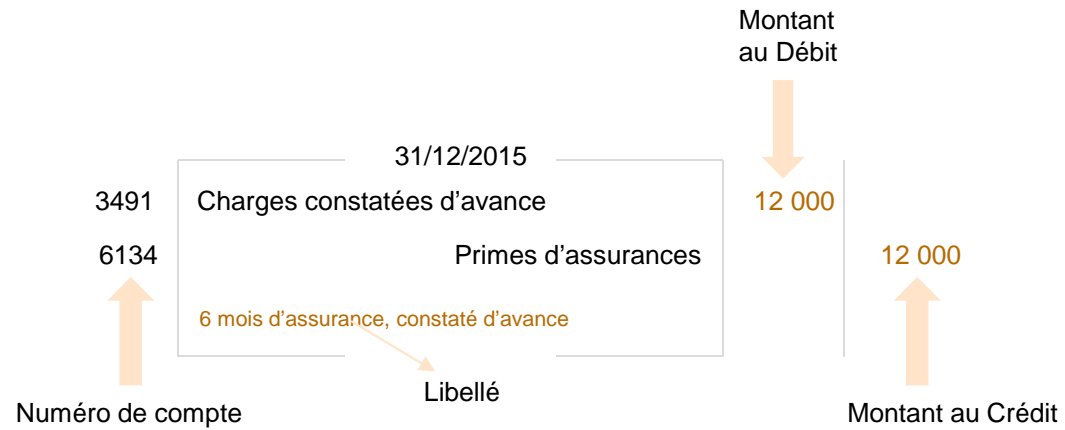 Montant
au Débit
31/12/2015
3491 Charges constatées d’avance 12 000
6134 Primes d’assurances 12 000
6 mois d’assurance, constaté d’avance
Libellé
Numéro de compte Montant au Crédit